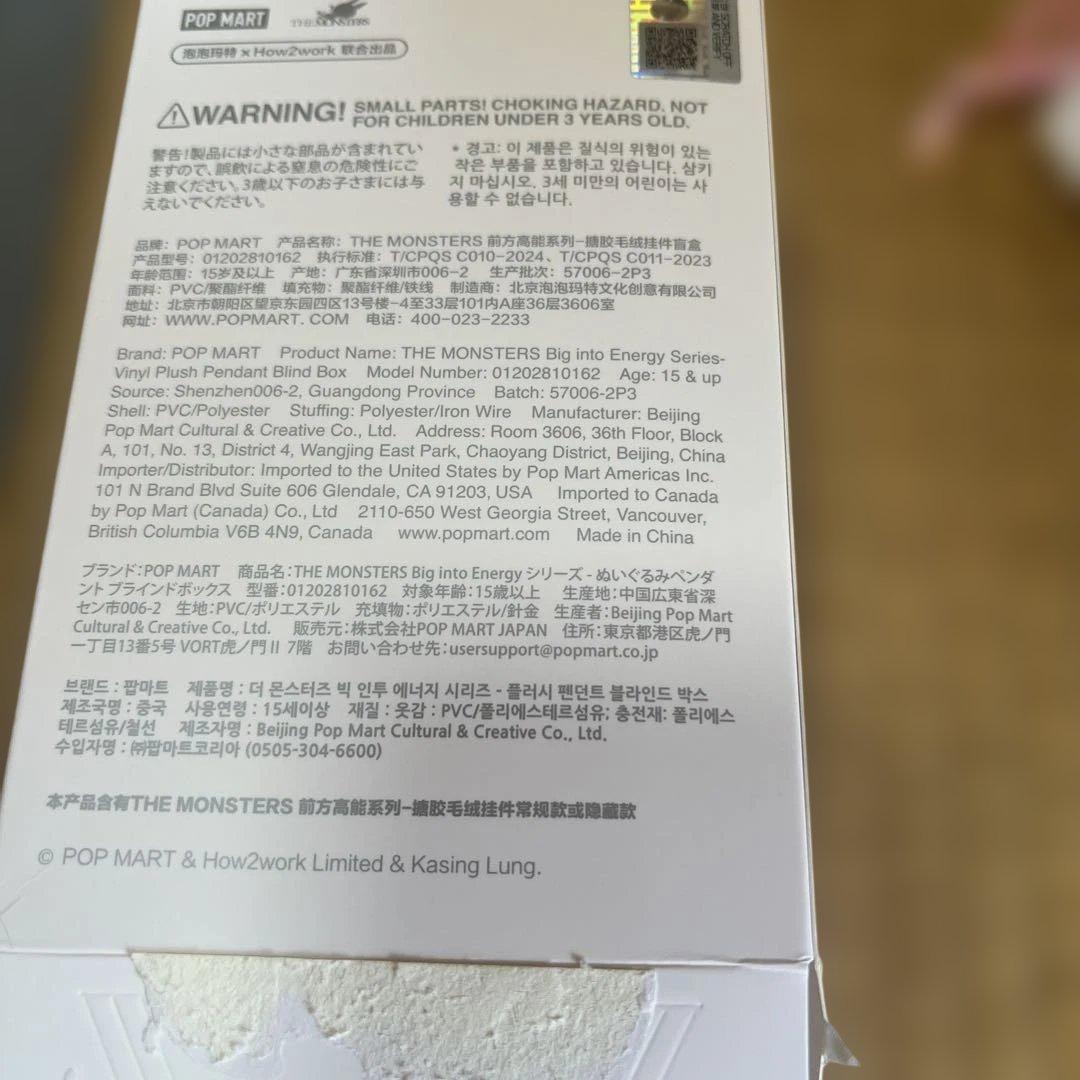 POP MART THE MONSTERS
泡泡玛特 x How2work 联合出品
WARNING! SMALL PARTS! CHOKING HAZARD. NOT
FOR CHILDREN UNDER 3 YEARS OLD.
警告!製品には小さな部品が含まれてい
ますので、誤飲による窒息の危険性にご
注意ください。3歳以下のお子さまには与
えないでください。
* 경고: 이 제품은 질식의 위험이 있는
작은 부품을 포함하고 있습니다. 삼키
지 마십시오. 3세 미만의 어린이는 사
용할 수 없습니다.
品牌: POP MART 产品名称: THE MONSTERS 前方高能系列-搪胶毛绒挂件盲盒
产品型号: 01202810162 执行标准: T/CPQS C010-2024、T/CPQS C011-2023
年龄范围: 15岁及以上 产地: 广东省深圳市006-2 生产批次: 57006-2P3
面料: PVC/聚酯纤维 填充物: 聚酯纤维/铁线 制造商: 北京泡泡玛特文化创意有限公司
地址: 北京市朝阳区望京东园四区13号楼-4至33层101内A座36层3606室
网址: WWW.POPMART. COM 电话: 400-023-2233
Brand: POP MART Product Name: THE MONSTERS Big into Energy Series-
Vinyl Plush Pendant Blind Box Model Number: 01202810162 Age: 15 & up
Source: Shenzhen006-2, Guangdong Province Batch: 57006-2P3
Shell: PVC/Polyester Stuffing: Polyester/Iron Wire Manufacturer: Beijing
Pop Mart Cultural & Creative Co., Ltd. Address: Room 3606, 36th Floor, Block
A, 101, No. 13, District 4, Wangjing East Park, Chaoyang District, Beijing, China
Importer/Distributor: Imported to the United States by Pop Mart Americas Inc.
101 N Brand Blvd Suite 606 Glendale, CA 91203, USA Imported to Canada
by Pop Mart (Canada) Co., Ltd 2110-650 West Georgia Street, Vancouver,
British Columbia V6B 4N9, Canada www.popmart.com Made in China
ブランド:POP MART 商品名:THE MONSTERS Big into Energy シリーズ - ぬいぐるみペンダ
ント ブラインドボックス 型番:01202810162 対象年齢:15歳以上 生産地:中国広東省深
セン市006-2 生地:PVC/ポリエステル 充填物:ポリエステル/針金 生産者:Beijing Pop Mart
Cultural & Creative Co., Ltd. 販売元:株式会社POP MART JAPAN 住所:東京都港区虎ノ門
一丁目13番5号 VORT虎ノ門 II 7階 お問い合わせ先:usersupport@popmart.co.jp
브랜드 : 팝마트 제품명 : 더 몬스터즈 빅 인투 에너지 시리즈 - 플러시 펜던트 블라인드 박스
제조국명 : 중국 사용연령 : 15세이상 재질 : 옷감 : PVC/폴리에스테르섬유; 충전재: 폴리에스
테르섬유/철선 제조자명 : Beijing Pop Mart Cultural & Creative Co., Ltd.
수입자명 : ㈜팝마트코리아 (0505-304-6600)
本产品含有THE MONSTERS 前方高能系列-搪胶毛绒挂件常规款或隐藏款
© POP MART & How2work Limited & Kasing Lung.